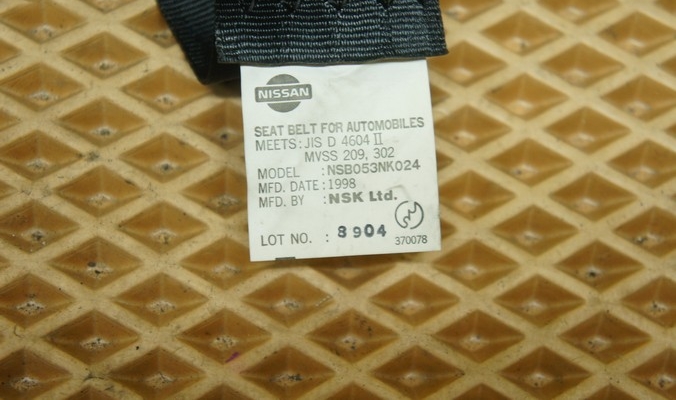 NISSAN
SEAT BELT FOR AUTOMOBILES
MEETS: JIS D 4604 II
MVSS 209, 302
MODEL : NSB053NK024
MFD. DATE : 1998
MFD. BY : NSK Ltd.
LOT NO. : 8904
370078